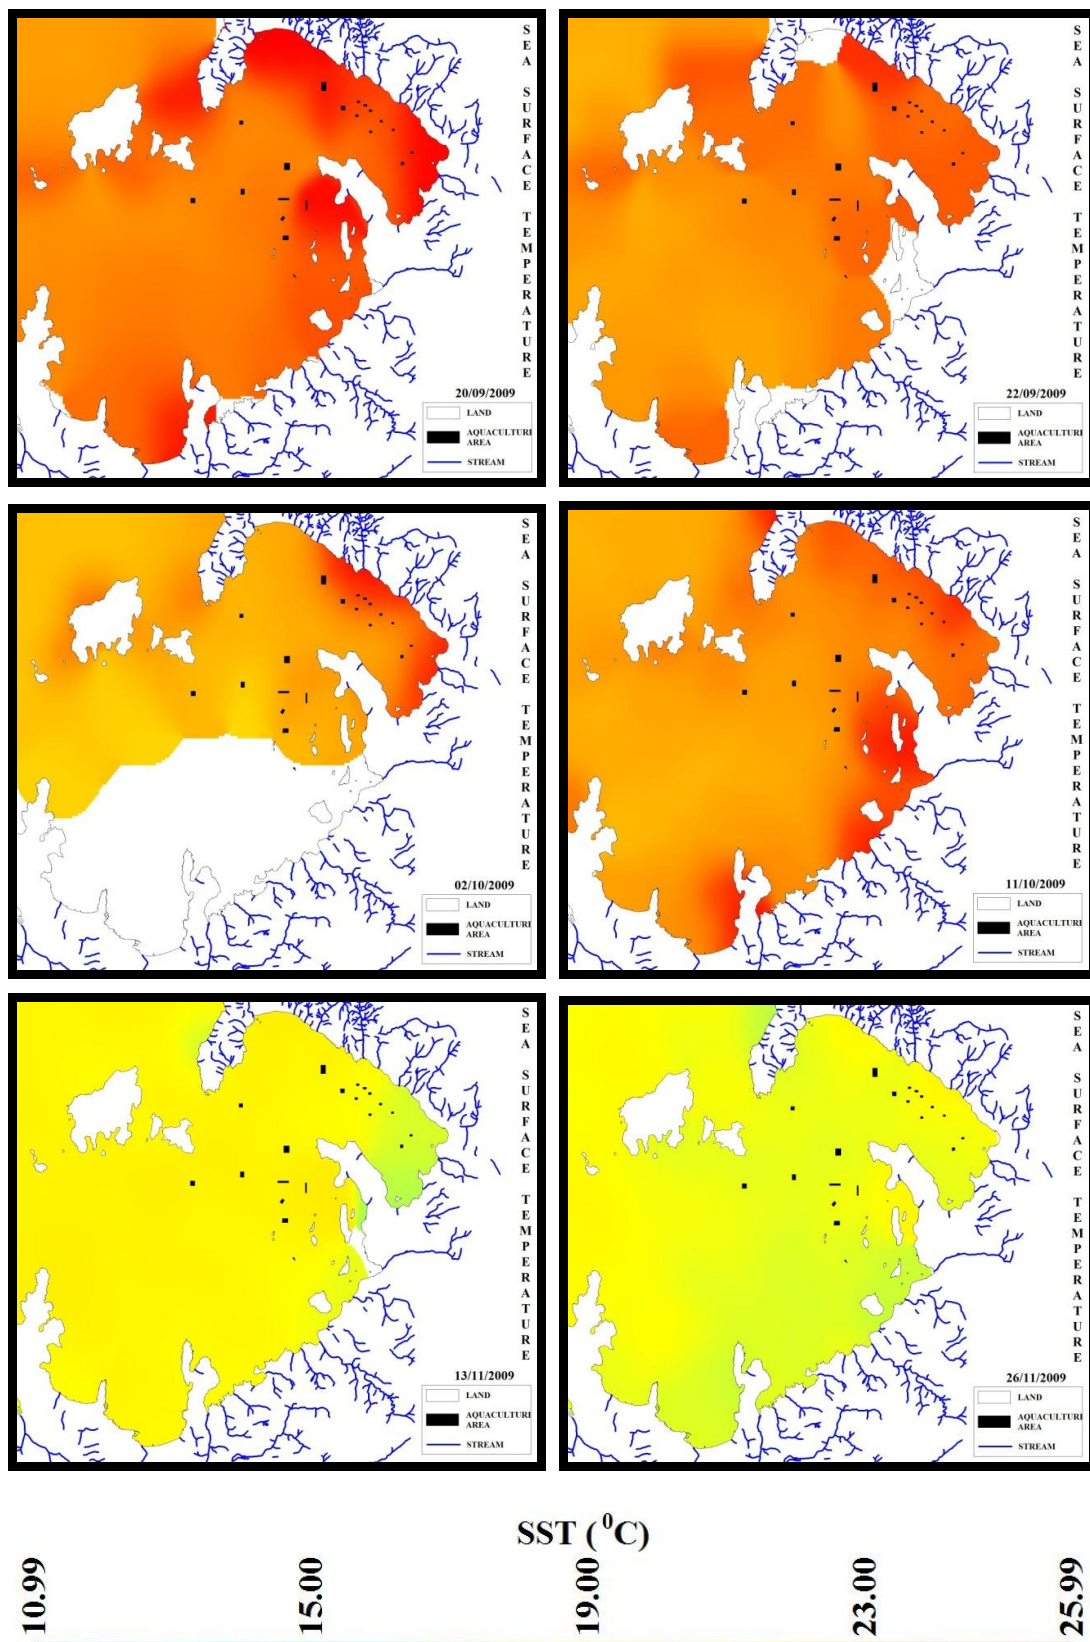 SEA SURFACE TEMPERATURE
20/09/2009
LAND
AQUACULTURE
AREA
STREAM
SEA SURFACE TEMPERATURE
22/09/2009
LAND
AQUACULTURE
AREA
STREAM
SEA SURFACE TEMPERATURE
02/10/2009
LAND
AQUACULTURE
AREA
STREAM
SEA SURFACE TEMPERATURE
11/10/2009
LAND
AQUACULTURE
AREA
STREAM
SEA SURFACE TEMPERATURE
13/11/2009
LAND
AQUACULTURE
AREA
STREAM
SEA SURFACE TEMPERATURE
26/11/2009
LAND
AQUACULTURE
AREA
STREAM
SST (⁰C)
10.99 15.00 19.00 23.00 25.99